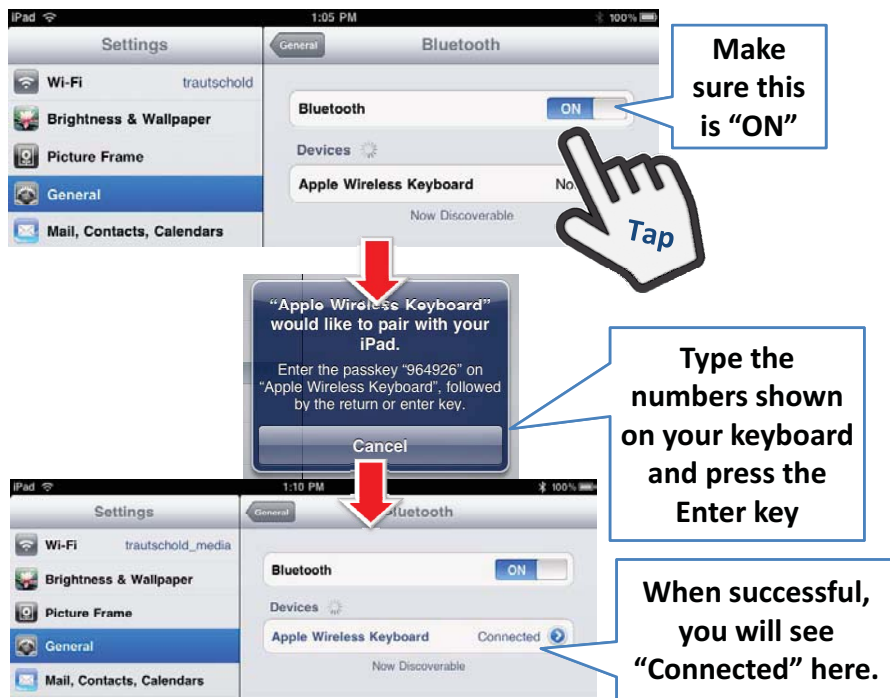 iPad 1:05 PM 100%
Settings General Bluetooth
Make
sure this
is “ON”
Wi-Fi trautschold
Brightness & Wallpaper
Picture Frame
General
Mail, Contacts, Calendars
Bluetooth ON
Devices
Apple Wireless Keyboard No
Now Discoverable
Tap
“Apple Wireless Keyboard”
would like to pair with your
iPad.
Enter the passkey “964926” on
“Apple Wireless Keyboard”, followed
by the return or enter key.
Cancel
Type the
numbers shown
on your keyboard
and press the
Enter key
iPad 1:10 PM 100%
Settings General Bluetooth
Wi-Fi trautschold_media
Brightness & Wallpaper
Picture Frame
General
Mail, Contacts, Calendars
Bluetooth ON
Devices
Apple Wireless Keyboard Connected
Now Discoverable
When successful,
you will see
“Connected” here.